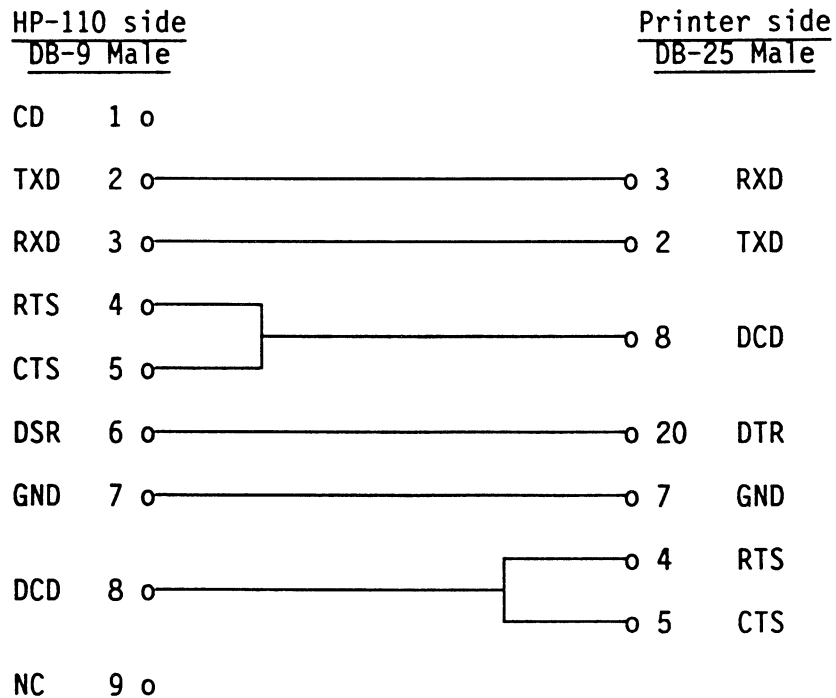 HP-110 side Printer side
DB-9 Male DB-25 Male
CD 1
TXD 2 3 RXD
RXD 3 2 TXD
RTS 4
8 DCD
CTS 5
DSR 6 20 DTR
GND 7 7 GND
4 RTS
DCD 8
5 CTS
NC 9